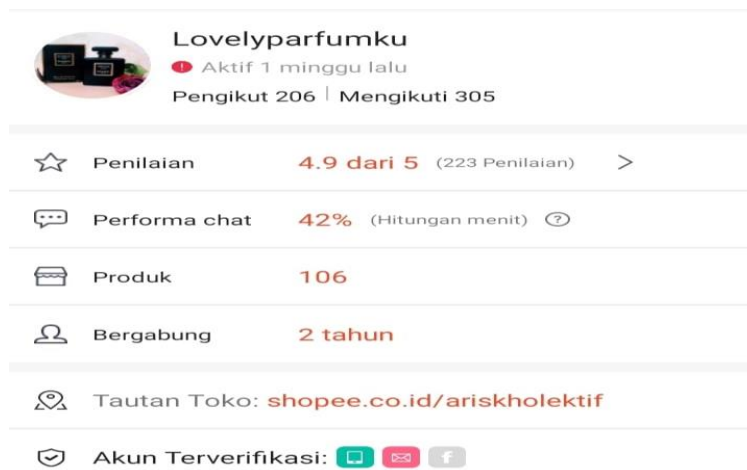 Lovelyparfumku
Aktif 1 minggu lalu
Pengikut 206 | Mengikuti 305
Penilaian 4.9 dari 5 (223 Penilaian) >
Performa chat 42% (Hitungan menit) ?
Produk 106
Bergabung 2 tahun
Tautan Toko: shopee.co.id/ariskholektif
Akun Terverifikasi: f